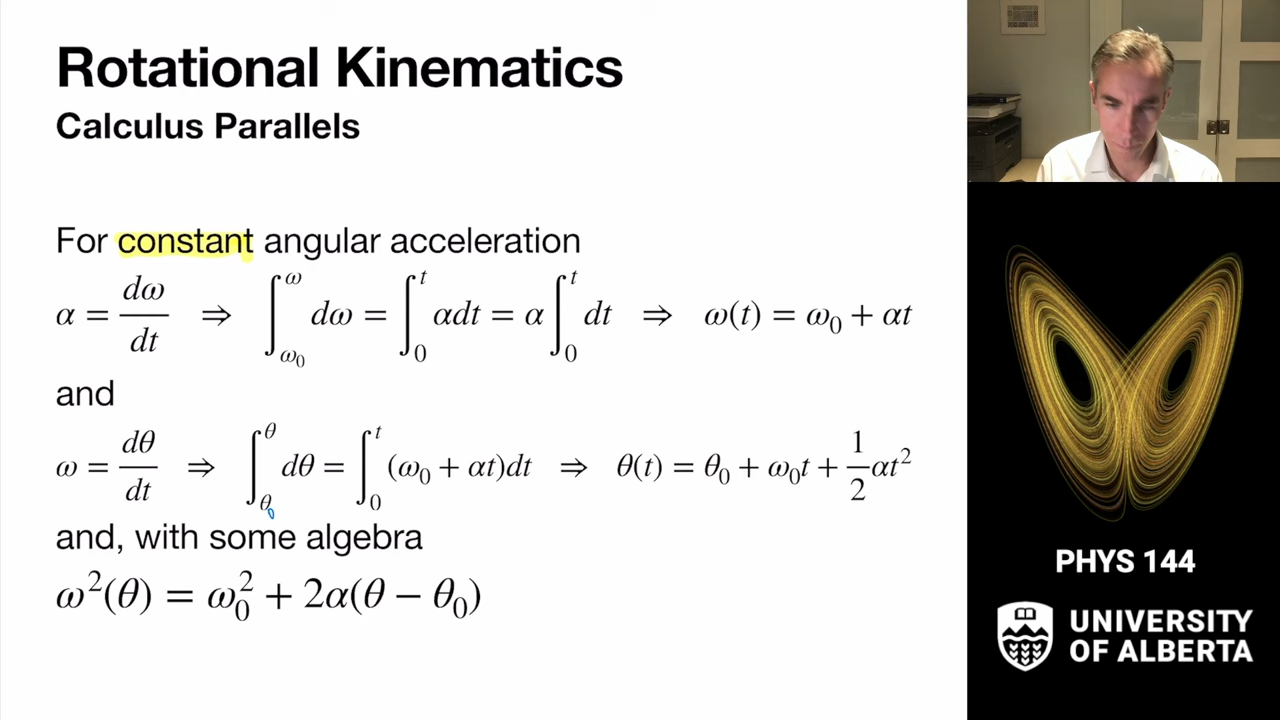 Rotational Kinematics
Calculus Parallels
For constant angular acceleration
α = dω/dt ⇒ ∫_{ω₀}^{ω} dω = ∫_0^t αdt = α ∫_0^t dt ⇒ ω(t) = ω₀ + αt
and
ω = dθ/dt ⇒ ∫_{θ₀}^{θ} dθ = ∫_0^t (ω₀ + αt)dt ⇒ θ(t) = θ₀ + ω₀t + 1/2 αt²
and, with some algebra
ω²(θ) = ω₀² + 2α(θ − θ₀)
PHYS 144
UNIVERSITY
OF ALBERTA